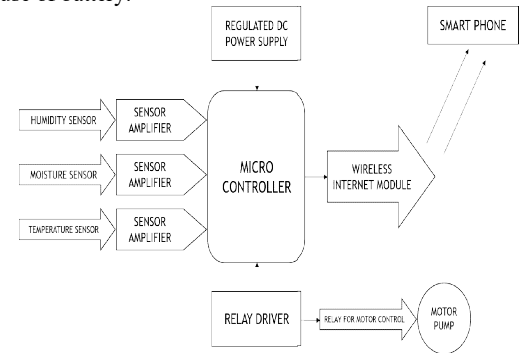 REGULATED DC
POWER SUPPLY
SMART PHONE
HUMIDITY SENSOR
SENSOR
AMPLIFIER
MOISTURE SENSOR
SENSOR
AMPLIFIER
TEMPERATURE SENSOR
SENSOR
AMPLIFIER
MICRO
CONTROLLER
WIRELESS
INTERNET MODULE
RELAY DRIVER
RELAY FOR MOTOR CONTROL
MOTOR
PUMP